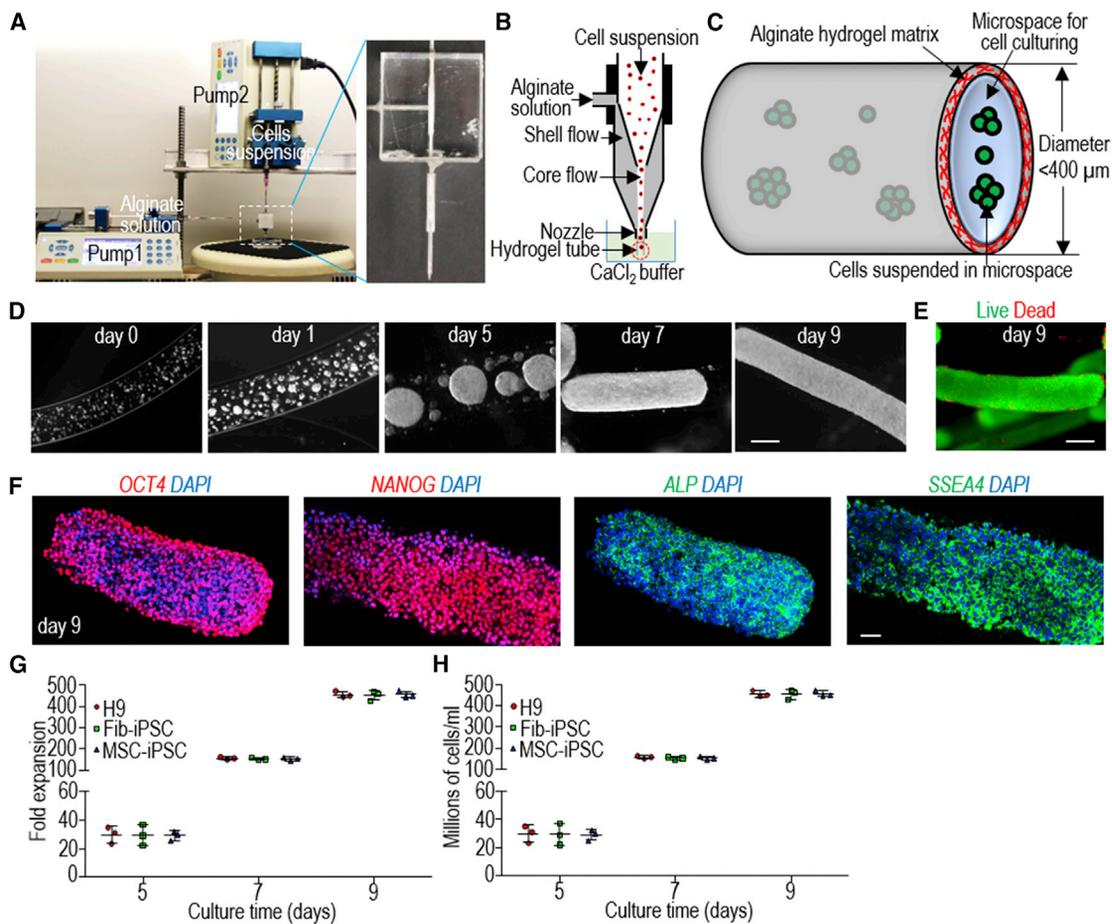 A
Pump2
Cells
suspension
Alginate
solution
Pump1
B
Cell suspension
Alginate
solution
Shell flow
Core flow
Nozzle
Hydrogel tube
CaCl2 buffer
C
Alginate hydrogel matrix
Microspace for
cell culturing
Diameter
<400 µm
Cells suspended in microspace
D
day 0
day 1
day 5
day 7
day 9
E
Live Dead
day 9
F
OCT4 DAPI
NANOG DAPI
ALP DAPI
SSEA4 DAPI
day 9
G
Fold expansion
500
400
300
200
100
60
40
20
0
H9
Fib-iPSC
MSC-iPSC
5
7
9
Culture time (days)
H
Millions of cells/ml
500
400
300
200
100
60
40
20
0
H9
Fib-iPSC
MSC-iPSC
5
7
9
Culture time (days)